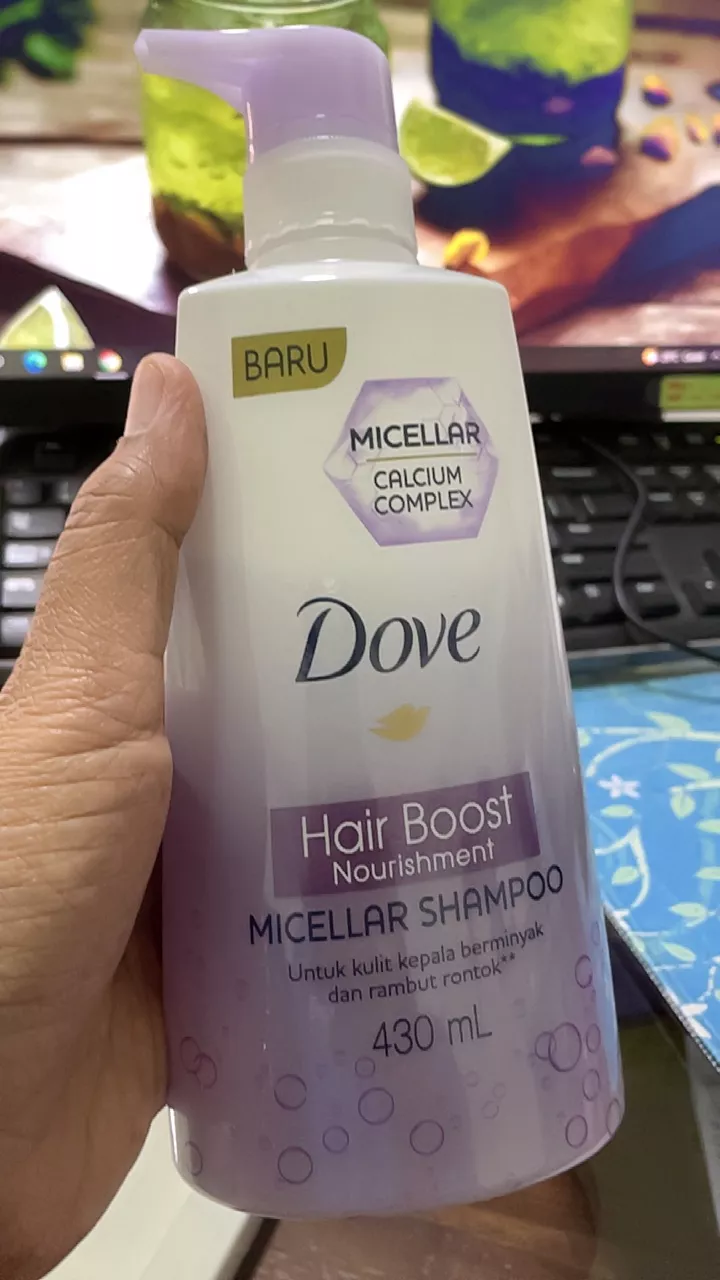 BARU
MICELLAR
CALCIUM
COMPLEX
Dove
Hair Boost
Nourishment
MICELLAR SHAMPOO
Untuk kulit kepala berminyak
dan rambut rontok**
430 mL